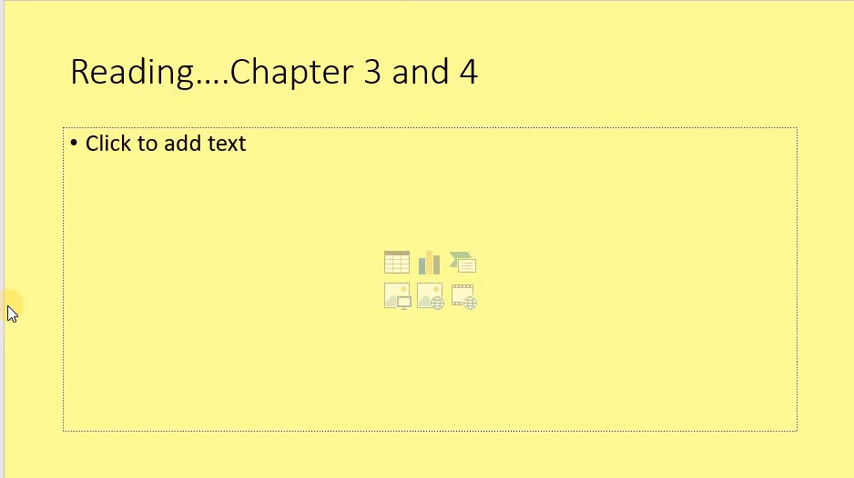 Reading....Chapter 3 and 4
• Click to add text